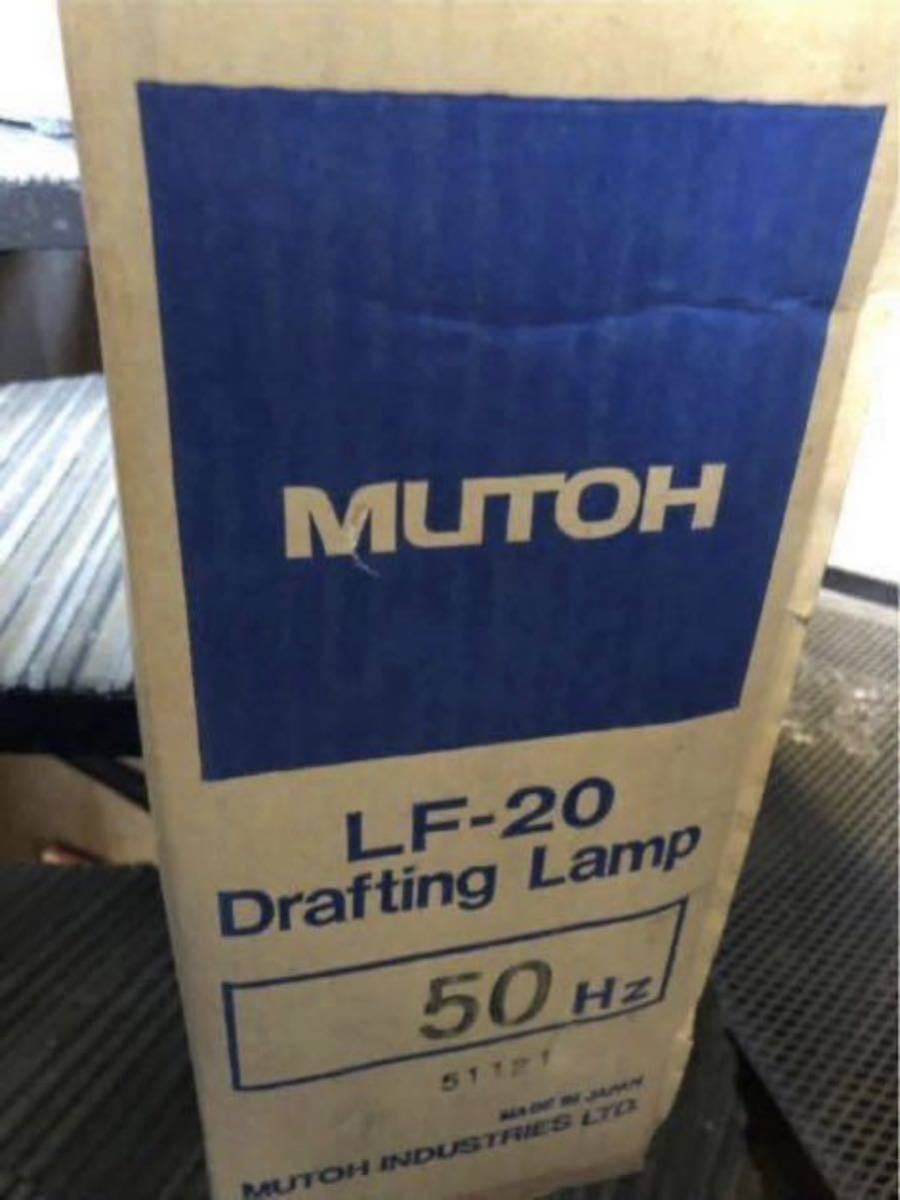 MUTOH
LF-20
Drafting Lamp
50 Hz
51121
MADE IN JAPAN
MUTOH INDUSTRIES LTD.